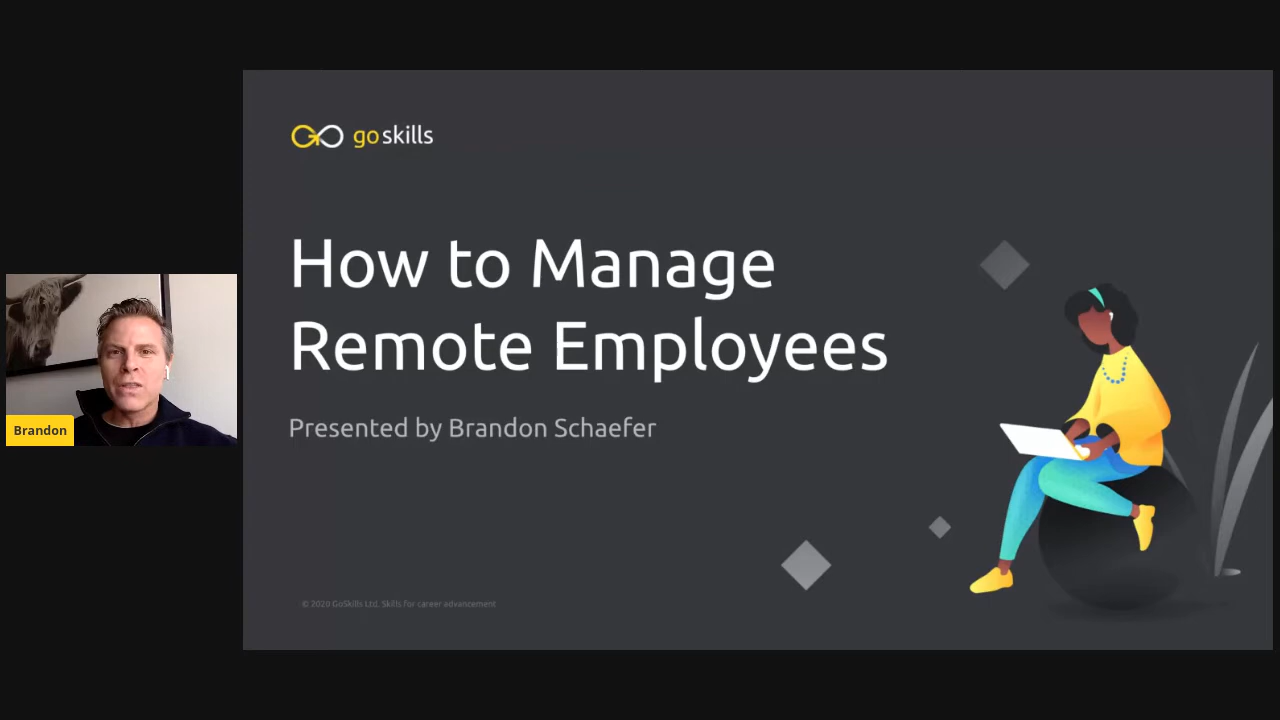 go skills
How to Manage
Remote Employees
Presented by Brandon Schaefer
Brandon
© 2020 GoSkills Ltd. Skills for career advancement